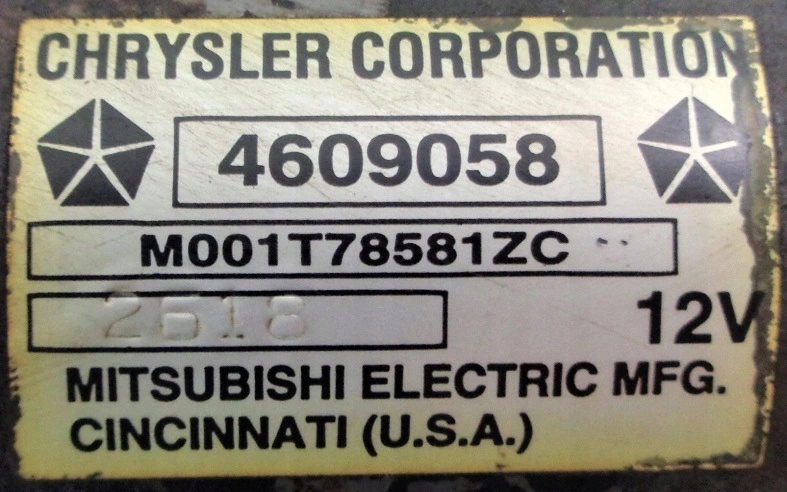 CHRYSLER CORPORATION
4609058
M001T78581ZC
2618
12V
MITSUBISHI ELECTRIC MFG.
CINCINNATI (U.S.A.)